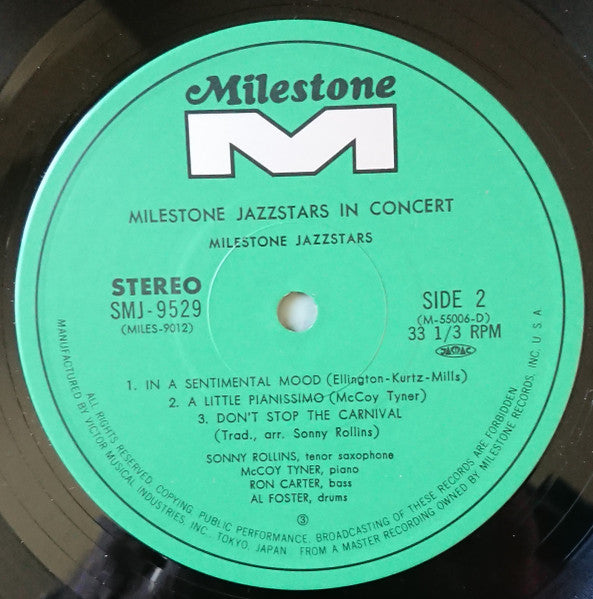 Milestone
M
MILESTONE JAZZSTARS IN CONCERT
MILESTONE JAZZSTARS
STEREO
SMJ-9529
(MILES-9012)
SIDE 2
(M-55006-D)
33 1/3 RPM
JASRAC
1. IN A SENTIMENTAL MOOD (Ellington-Kurtz-Mills)
2. A LITTLE PIANISSIMO (McCoy Tyner)
3. DON'T STOP THE CARNIVAL
(Trad., arr. Sonny Rollins)
SONNY ROLLINS, tenor saxophone
McCOY TYNER, piano
RON CARTER, bass
AL FOSTER, drums
③
ALL RIGHTS RESERVED. COPYING, PUBLIC PERFORMANCE, BROADCASTING OF THESE RECORDS ARE FORBIDDEN
MANUFACTURED BY VICTOR MUSICAL INDUSTRIES, INC., TOKYO, JAPAN. FROM A MASTER RECORDING OWNED BY MILESTONE RECORDS, INC. U.S.A.